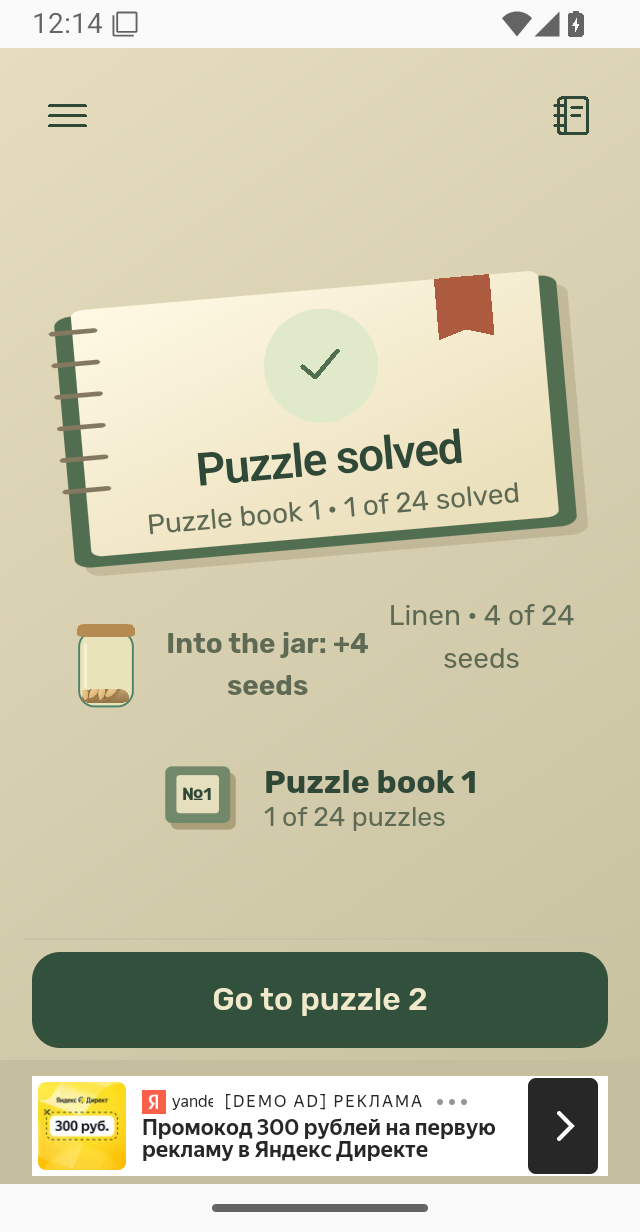 12:14
Puzzle solved
Puzzle book 1 • 1 of 24 solved
Into the jar: +4
seeds
Linen • 4 of 24
seeds
№1
Puzzle book 1
1 of 24 puzzles
Go to puzzle 2
Яндекс Директ
300 руб.
Я yande [DEMO AD] РЕКЛАМА
Промокод 300 рублей на первую
рекламу в Яндекс Директе